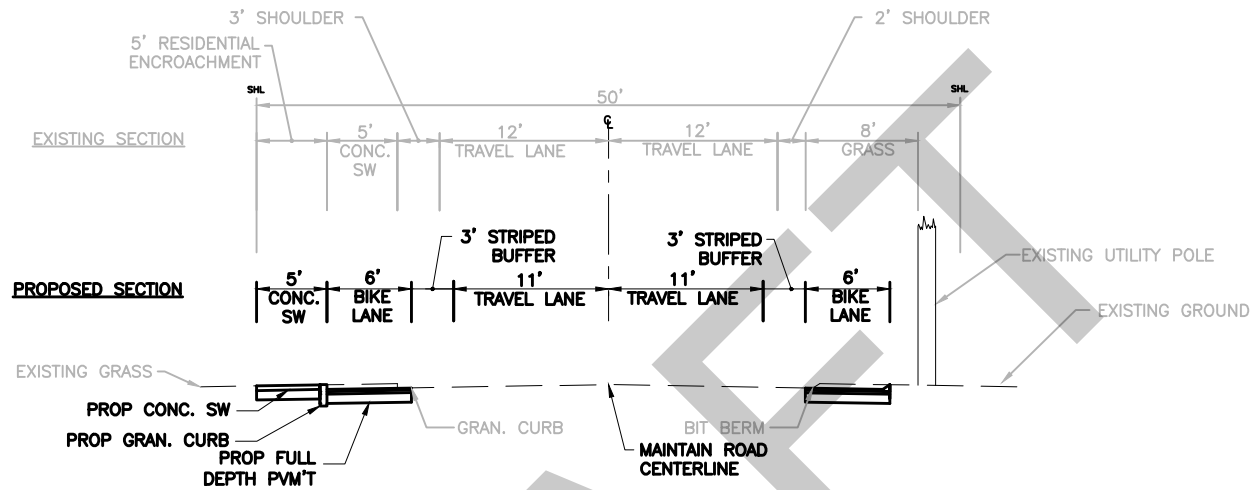 3' SHOULDER
2' SHOULDER
5' RESIDENTIAL
ENCROACHMENT
SHL
SHL
50'
℄
EXISTING SECTION
5'
CONC.
SW
12'
TRAVEL LANE
12'
TRAVEL LANE
8'
GRASS
3' STRIPED
BUFFER
3' STRIPED
BUFFER
EXISTING UTILITY POLE
PROPOSED SECTION
5'
CONC.
SW
6'
BIKE
LANE
11'
TRAVEL LANE
11'
TRAVEL LANE
6'
BIKE
LANE
EXISTING GROUND
EXISTING GRASS
PROP CONC. SW
PROP GRAN. CURB
GRAN. CURB
BIT BERM
PROP FULL
DEPTH PVM'T
MAINTAIN ROAD
CENTERLINE